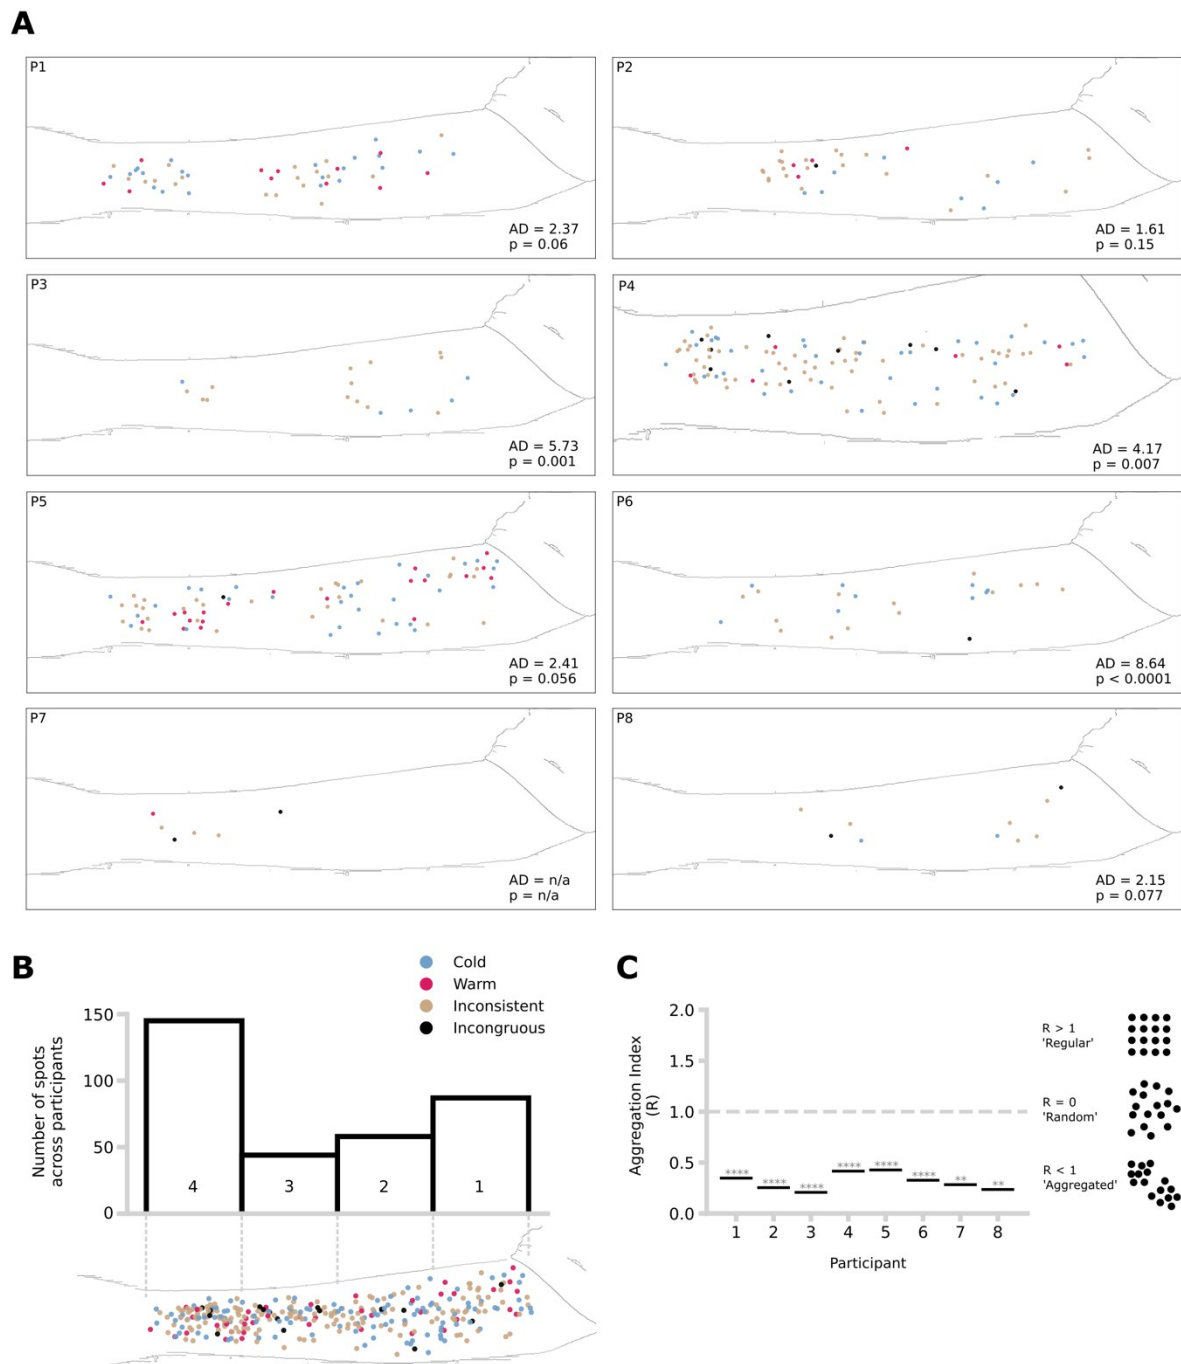 A
P1
AD = 2.37
p = 0.06
P2
AD = 1.61
p = 0.15
P3
AD = 5.73
p = 0.001
P4
AD = 4.17
p = 0.007
P5
AD = 2.41
p = 0.056
P6
AD = 8.64
p < 0.0001
P7
AD = n/a
p = n/a
P8
AD = 2.15
p = 0.077
B
Cold
Warm
Inconsistent
Incongruous
Number of spots
across participants
150
100
50
0
4
3
2
1
C
Aggregation Index
(R)
2.0
1.5
1.0
0.5
0.0
****
****
****
****
****
****
**
**
1 2 3 4 5 6 7 8
Participant
R > 1
'Regular'
R = 0
'Random'
R < 1
'Aggregated'